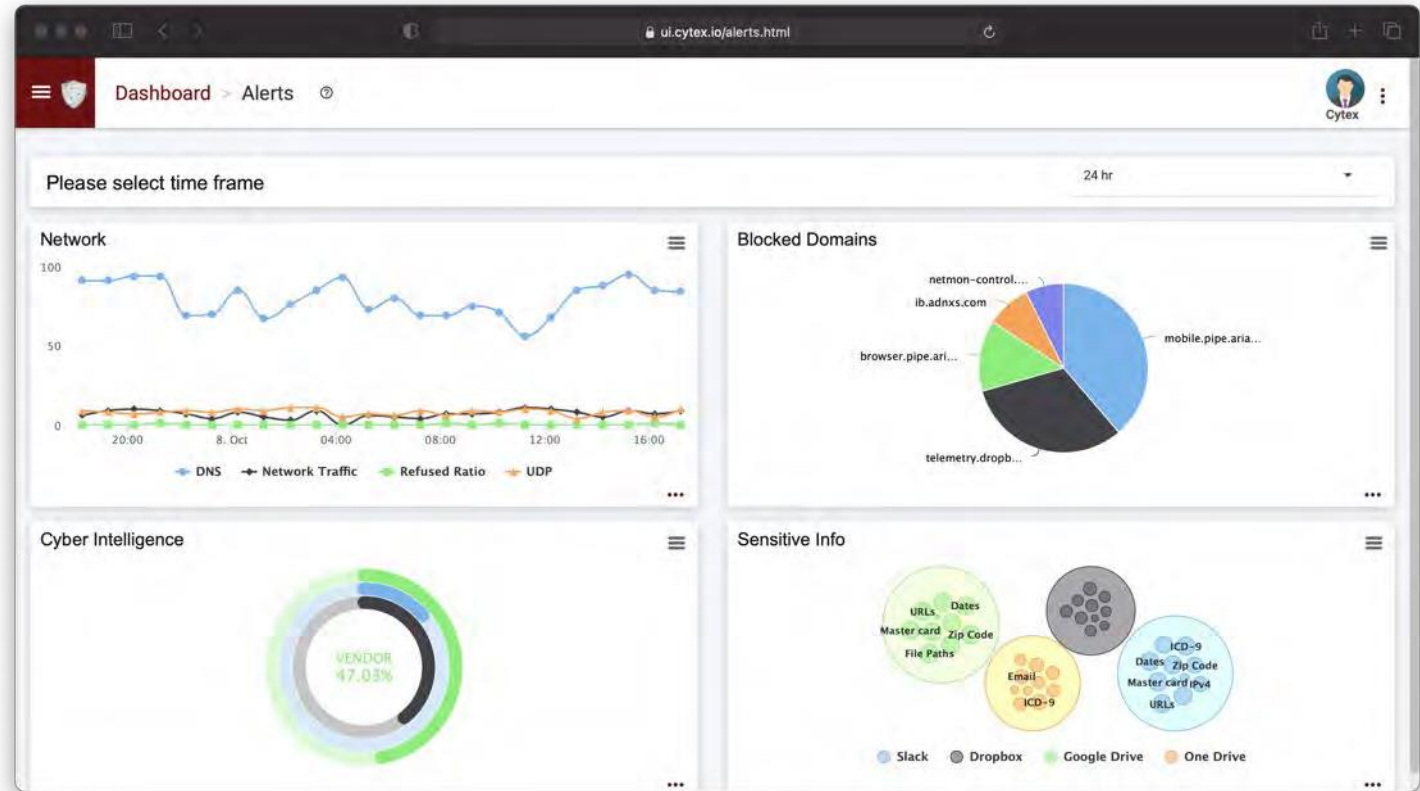 ui.cytex.io/alerts.html
Dashboard > Alerts
Cytex
Please select time frame
24 hr
Network
100
50
0
20:00 8. Oct 04:00 08:00 12:00 16:00
DNS Network Traffic Refused Ratio UDP
Blocked Domains
netmon-control....
ib.adnxs.com
mobile.pipe.aria...
browser.pipe.ari...
telemetry.dropb...
Cyber Intelligence
VENDOR
47.03%
Sensitive Info
URLs Dates
Master card Zip Code
File Paths
Email
ICD-9
ICD-9
Dates Zip Code
Master card IPv4
URLs
Slack Dropbox Google Drive One Drive